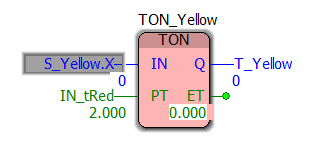 TON_Yellow
TON
S_Yellow.X IN Q T_Yellow
0 0
IN_tRed PT ET
2.000 0.000